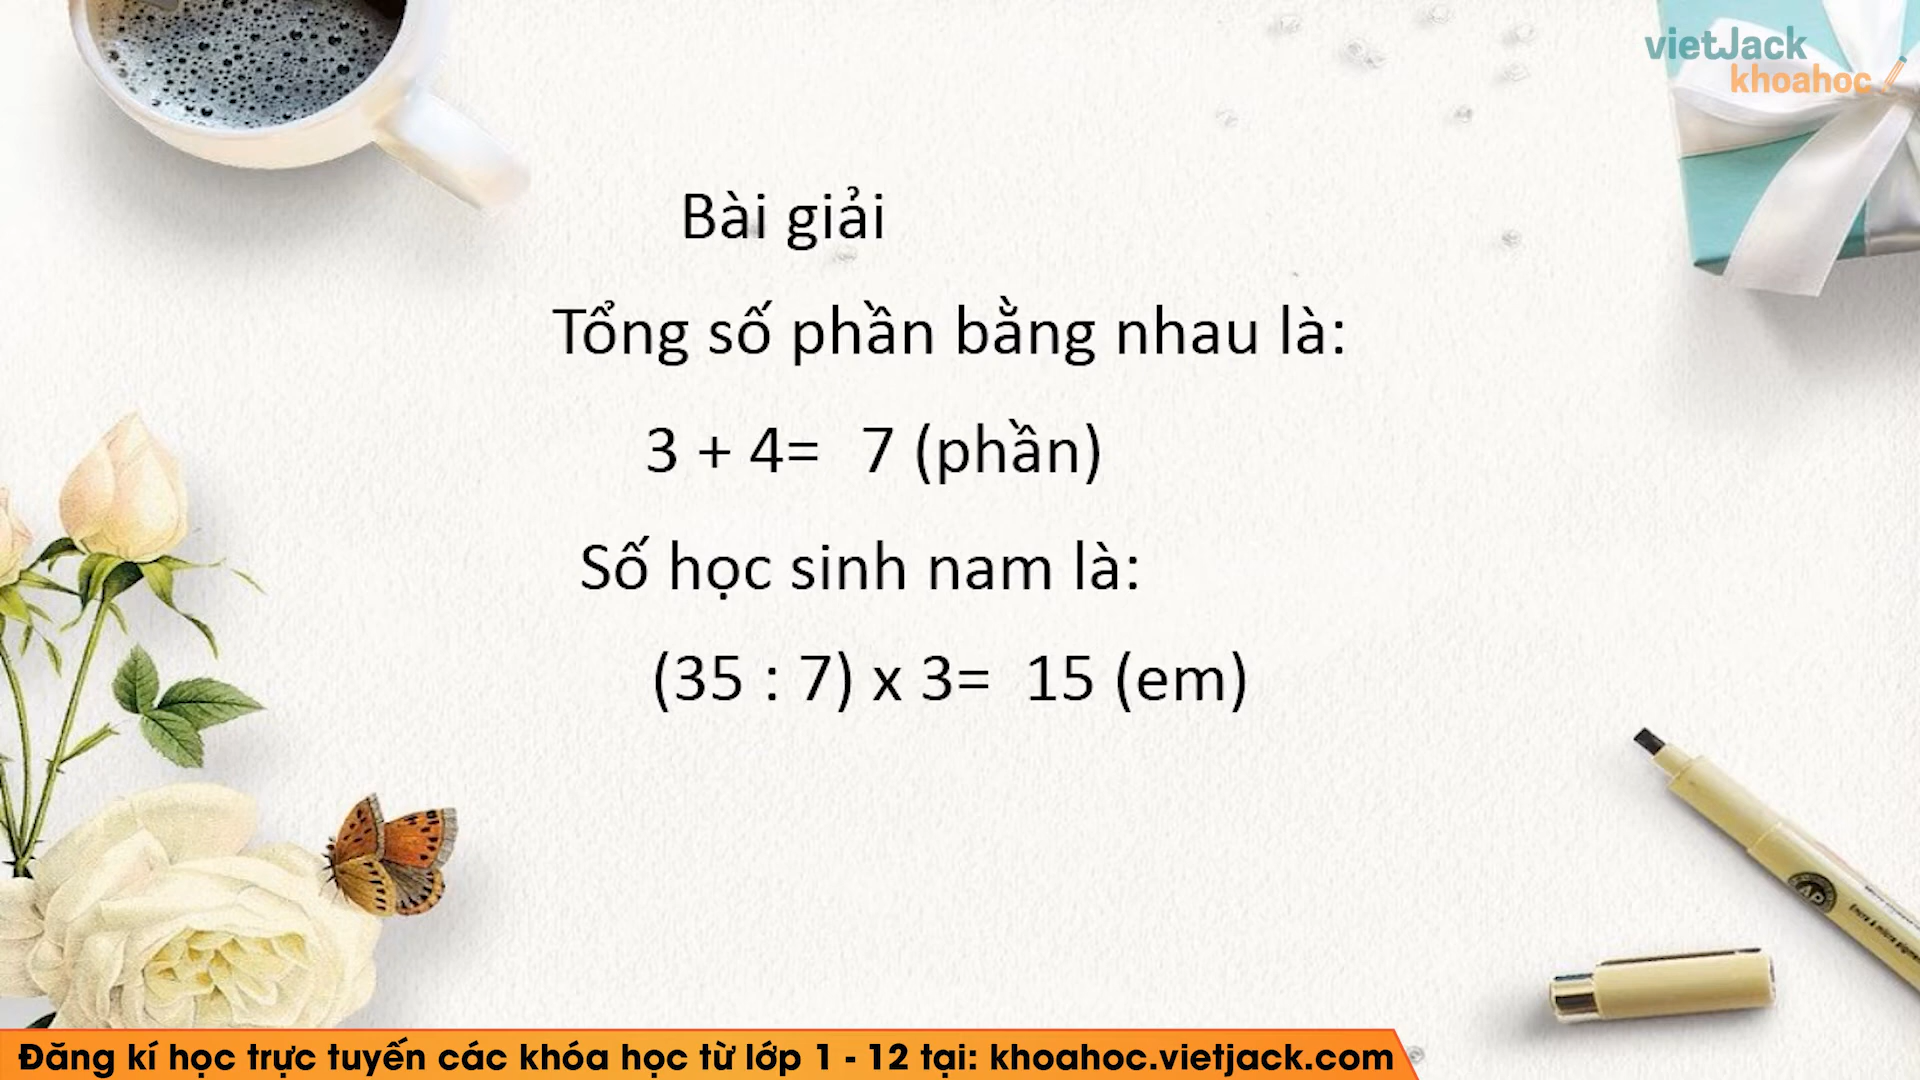 vietJack
khoahoc
Bài giải
Tổng số phần bằng nhau là:
3 + 4= 7 (phần)
Số học sinh nam là:
(35 : 7) x 3= 15 (em)
AP
Đăng kí học trực tuyến các khóa học từ lớp 1 - 12 tại: khoahoc.vietjack.com